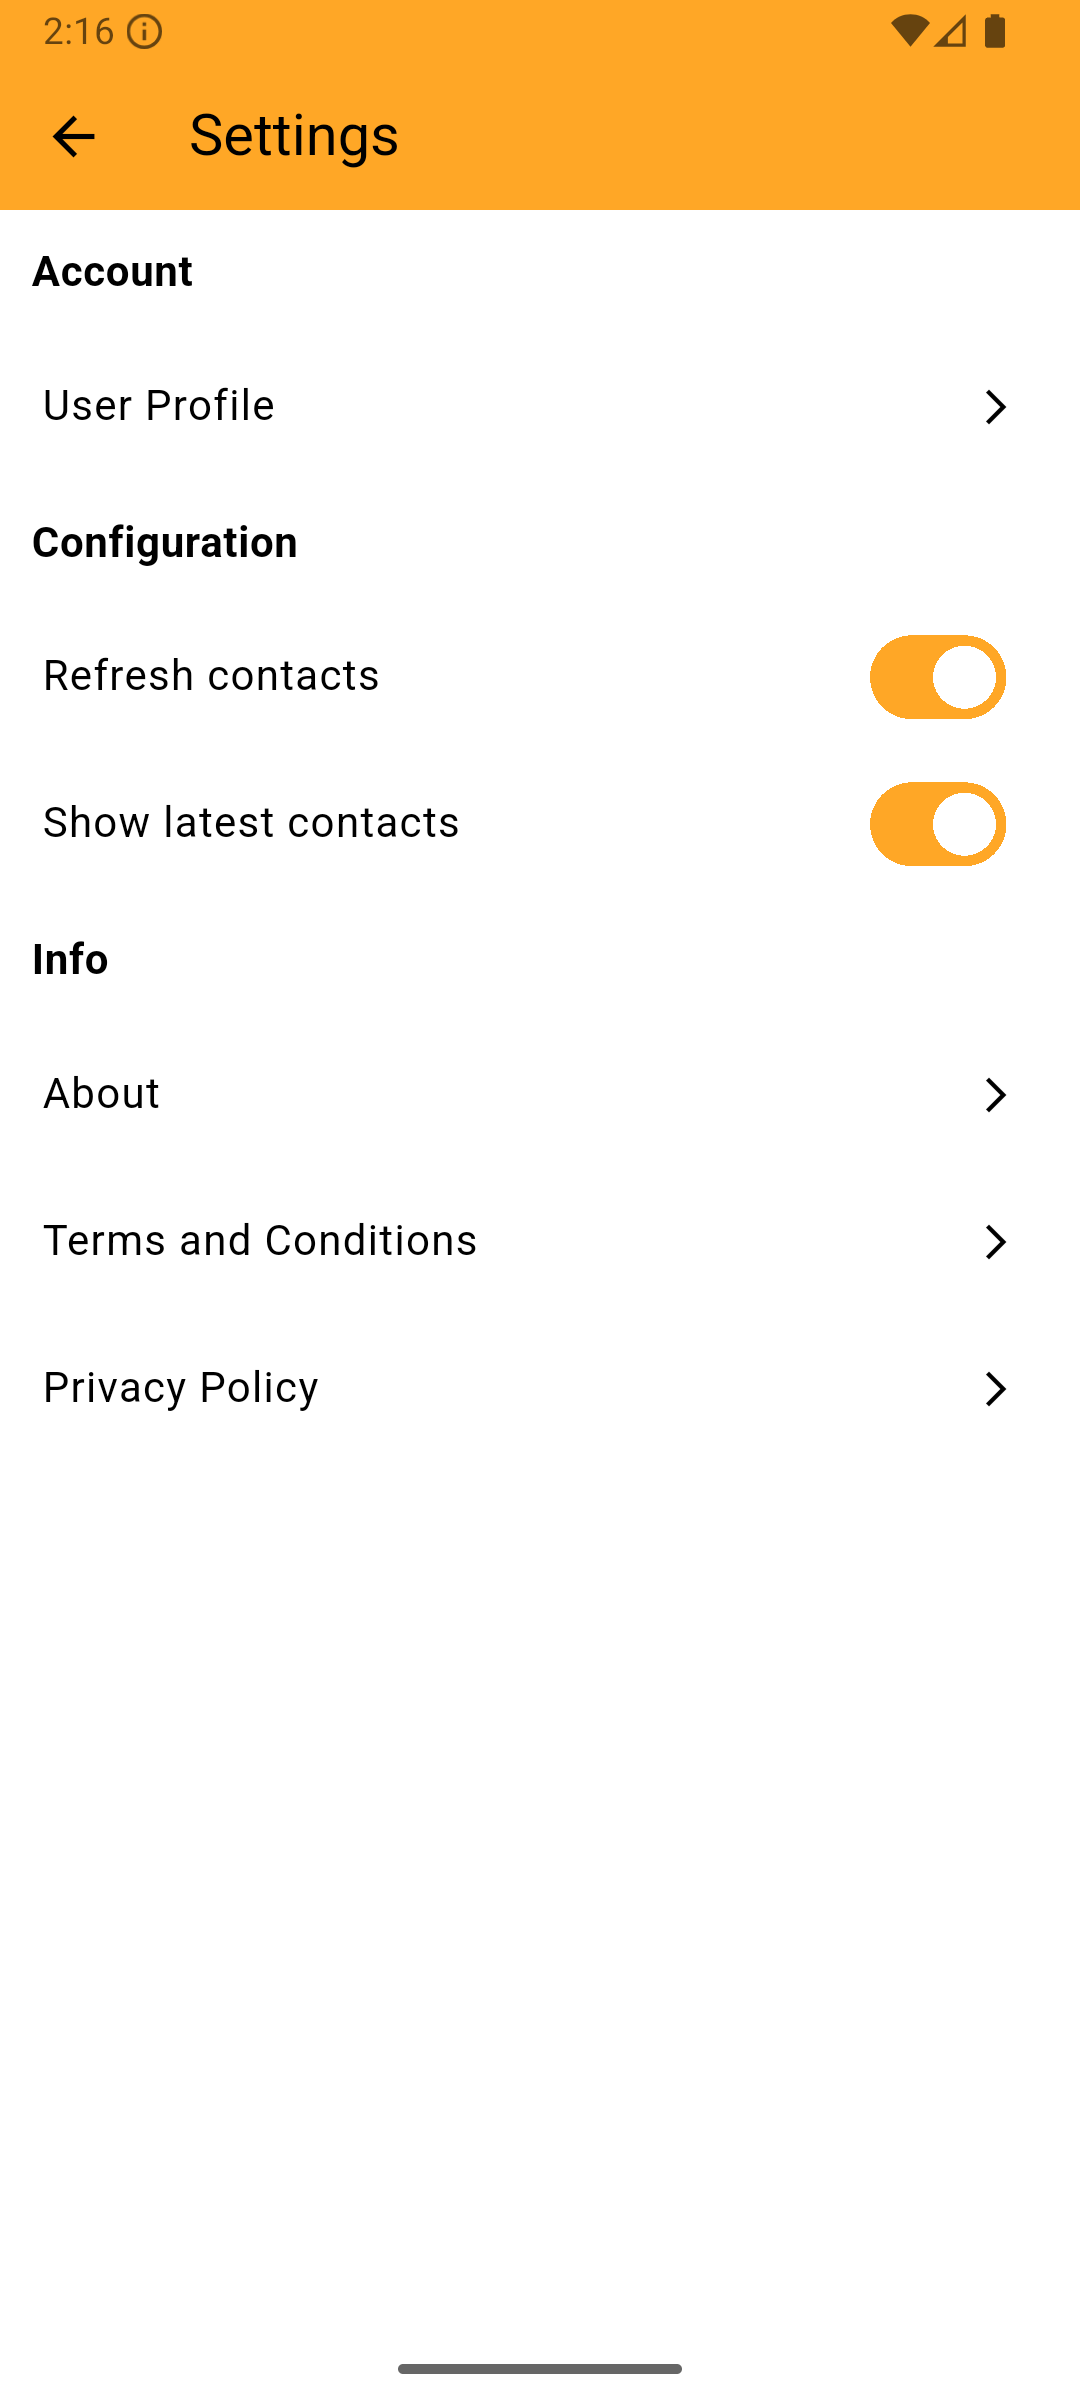 2:16
Settings
Account
User Profile
Configuration
Refresh contacts
Show latest contacts
Info
About
Terms and Conditions
Privacy Policy